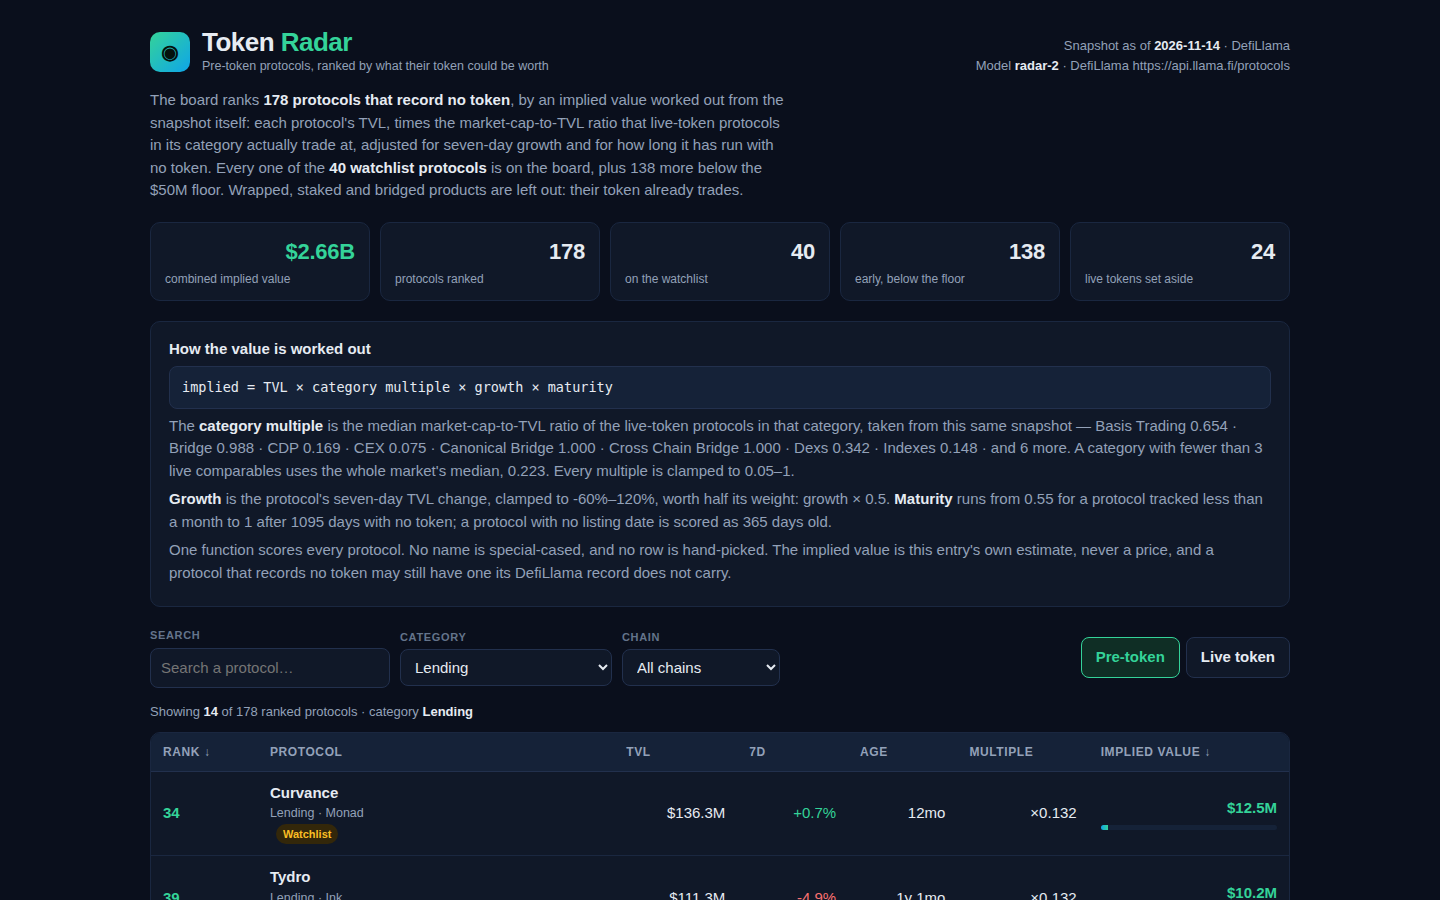 Token Radar
Pre-token protocols, ranked by what their token could be worth
Snapshot as of 2026-11-14 · DefiLlama
Model radar-2 · DefiLlama https://api.llama.fi/protocols
The board ranks 178 protocols that record no token, by an implied value worked out from the
snapshot itself: each protocol's TVL, times the market-cap-to-TVL ratio that live-token protocols
in its category actually trade at, adjusted for seven-day growth and for how long it has run with
no token. Every one of the 40 watchlist protocols is on the board, plus 138 more below the
$50M floor. Wrapped, staked and bridged products are left out: their token already trades.
$2.66B
combined implied value
178
protocols ranked
40
on the watchlist
138
early, below the floor
24
live tokens set aside
How the value is worked out
implied = TVL × category multiple × growth × maturity
The category multiple is the median market-cap-to-TVL ratio of the live-token protocols in that category, taken from this same snapshot — Basis Trading 0.654 ·
Bridge 0.988 · CDP 0.169 · CEX 0.075 · Canonical Bridge 1.000 · Cross Chain Bridge 1.000 · Dexs 0.342 · Indexes 0.148 · and 6 more. A category with fewer than 3
live comparables uses the whole market's median, 0.223. Every multiple is clamped to 0.05–1.
Growth is the protocol's seven-day TVL change, clamped to -60%–120%, worth half its weight: growth × 0.5. Maturity runs from 0.55 for a protocol tracked less than
a month to 1 after 1095 days with no token; a protocol with no listing date is scored as 365 days old.
One function scores every protocol. No name is special-cased, and no row is hand-picked. The implied value is this entry's own estimate, never a price, and a
protocol that records no token may still have one its DefiLlama record does not carry.
SEARCH
Search a protocol…
CATEGORY
Lending
CHAIN
All chains
Pre-token
Live token
Showing 14 of 178 ranked protocols · category Lending
RANK ↓ PROTOCOL TVL 7D AGE MULTIPLE IMPLIED VALUE ↓
34 Curvance $136.3M +0.7% 12mo ×0.132 $12.5M
Lending · Monad
Watchlist
39 Tydro $111.3M -4.9% 1y 1mo ×0.132 $10.2M
Lending · Ink